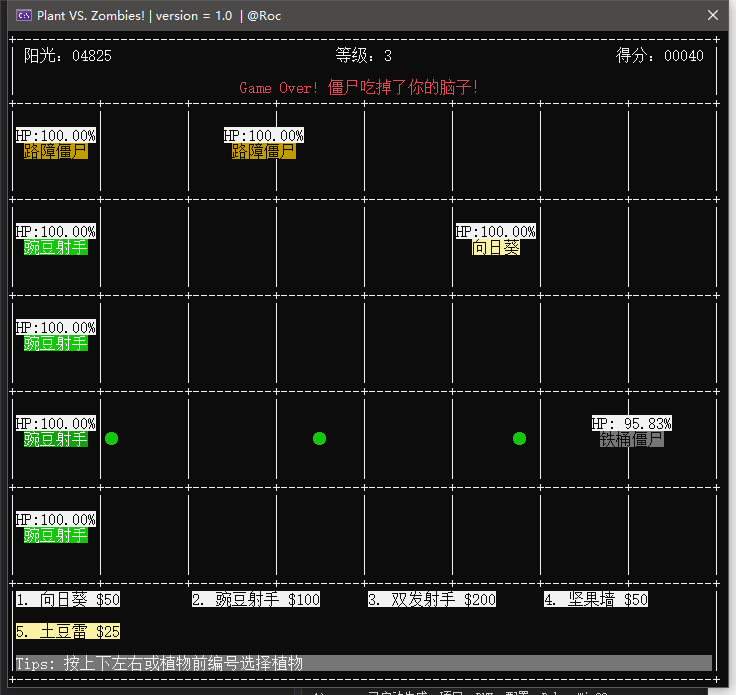 Plant VS. Zombies! | version = 1.0 | @Roc
阳光: 04825 等级: 3 得分: 00040
Game Over! 僵尸吃掉了你的脑子!
HP:100.00% HP:100.00%
路障僵尸 路障僵尸
HP:100.00% HP:100.00%
豌豆射手 向日葵
HP:100.00%
豌豆射手
HP:100.00% HP: 95.83%
豌豆射手 铁桶僵尸
HP:100.00%
豌豆射手
1. 向日葵 $50 2. 豌豆射手 $100 3. 双发射手 $200 4. 坚果墙 $50
5. 土豆雷 $25
Tips: 按上下左右或植物前编号选择植物